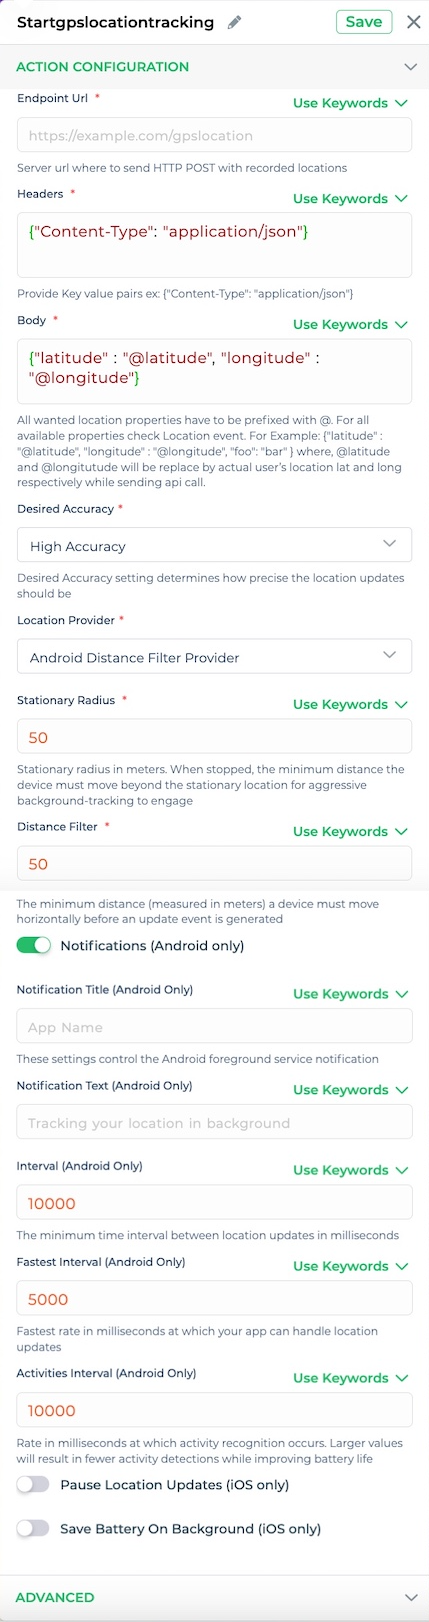 Startgpslocationtracking
Save
ACTION CONFIGURATION
Endpoint Url *
Use Keywords
https://example.com/gpslocation
Server url where to send HTTP POST with recorded locations
Headers *
Use Keywords
{"Content-Type": "application/json"}
Provide Key value pairs ex: {"Content-Type": "application/json"}
Body *
Use Keywords
{"latitude" : "@latitude", "longitude" :
"@longitude"}
All wanted location properties have to be prefixed with @. For all
available properties check Location event. For Example: {"latitude" :
"@latitude", "longitude" : "@longitude", "foo": "bar" } where, @latitude
and @longitutude will be replace by actual user's location lat and long
respectively while sending api call.
Desired Accuracy *
High Accuracy
Desired Accuracy setting determines how precise the location updates
should be
Location Provider *
Android Distance Filter Provider
Stationary Radius *
Use Keywords
50
Stationary radius in meters. When stopped, the minimum distance the
device must move beyond the stationary location for aggressive
background-tracking to engage
Distance Filter *
Use Keywords
50
The minimum distance (measured in meters) a device must move
horizontally before an update event is generated
Notifications (Android only)
Notification Title (Android Only)
Use Keywords
App Name
These settings control the Android foreground service notification
Notification Text (Android Only)
Use Keywords
Tracking your location in background
Interval (Android Only)
Use Keywords
10000
The minimum time interval between location updates in milliseconds
Fastest Interval (Android Only)
Use Keywords
5000
Fastest rate in milliseconds at which your app can handle location
updates
Activities Interval (Android Only)
Use Keywords
10000
Rate in milliseconds at which activity recognition occurs. Larger values
will result in fewer activity detections while improving battery life
Pause Location Updates (iOS only)
Save Battery On Background (iOS only)
ADVANCED